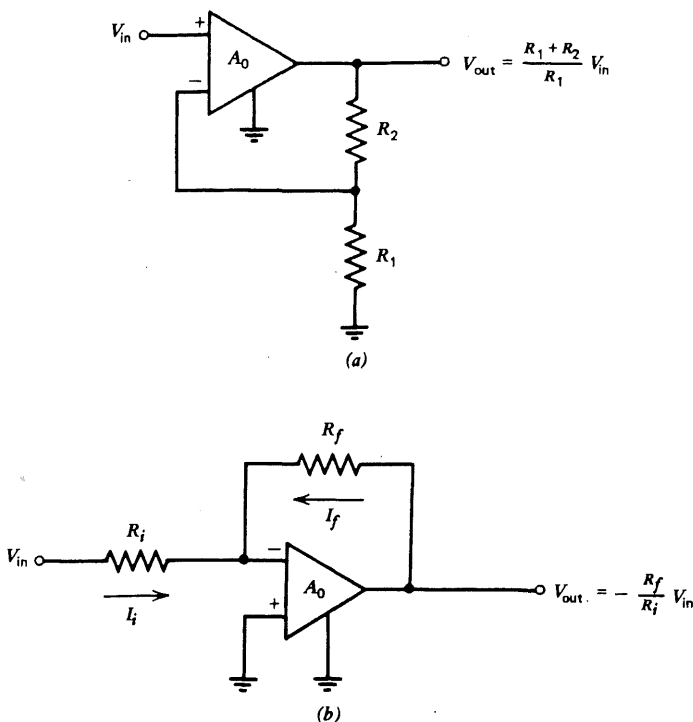 V_in + A_0 V_out = (R_1 + R_2)/R_1 V_in
−
R_2
R_1
(a)
R_f
I_f
R_i
V_in − A_0 V_out = − R_f/R_i V_in
I_i +
(b)